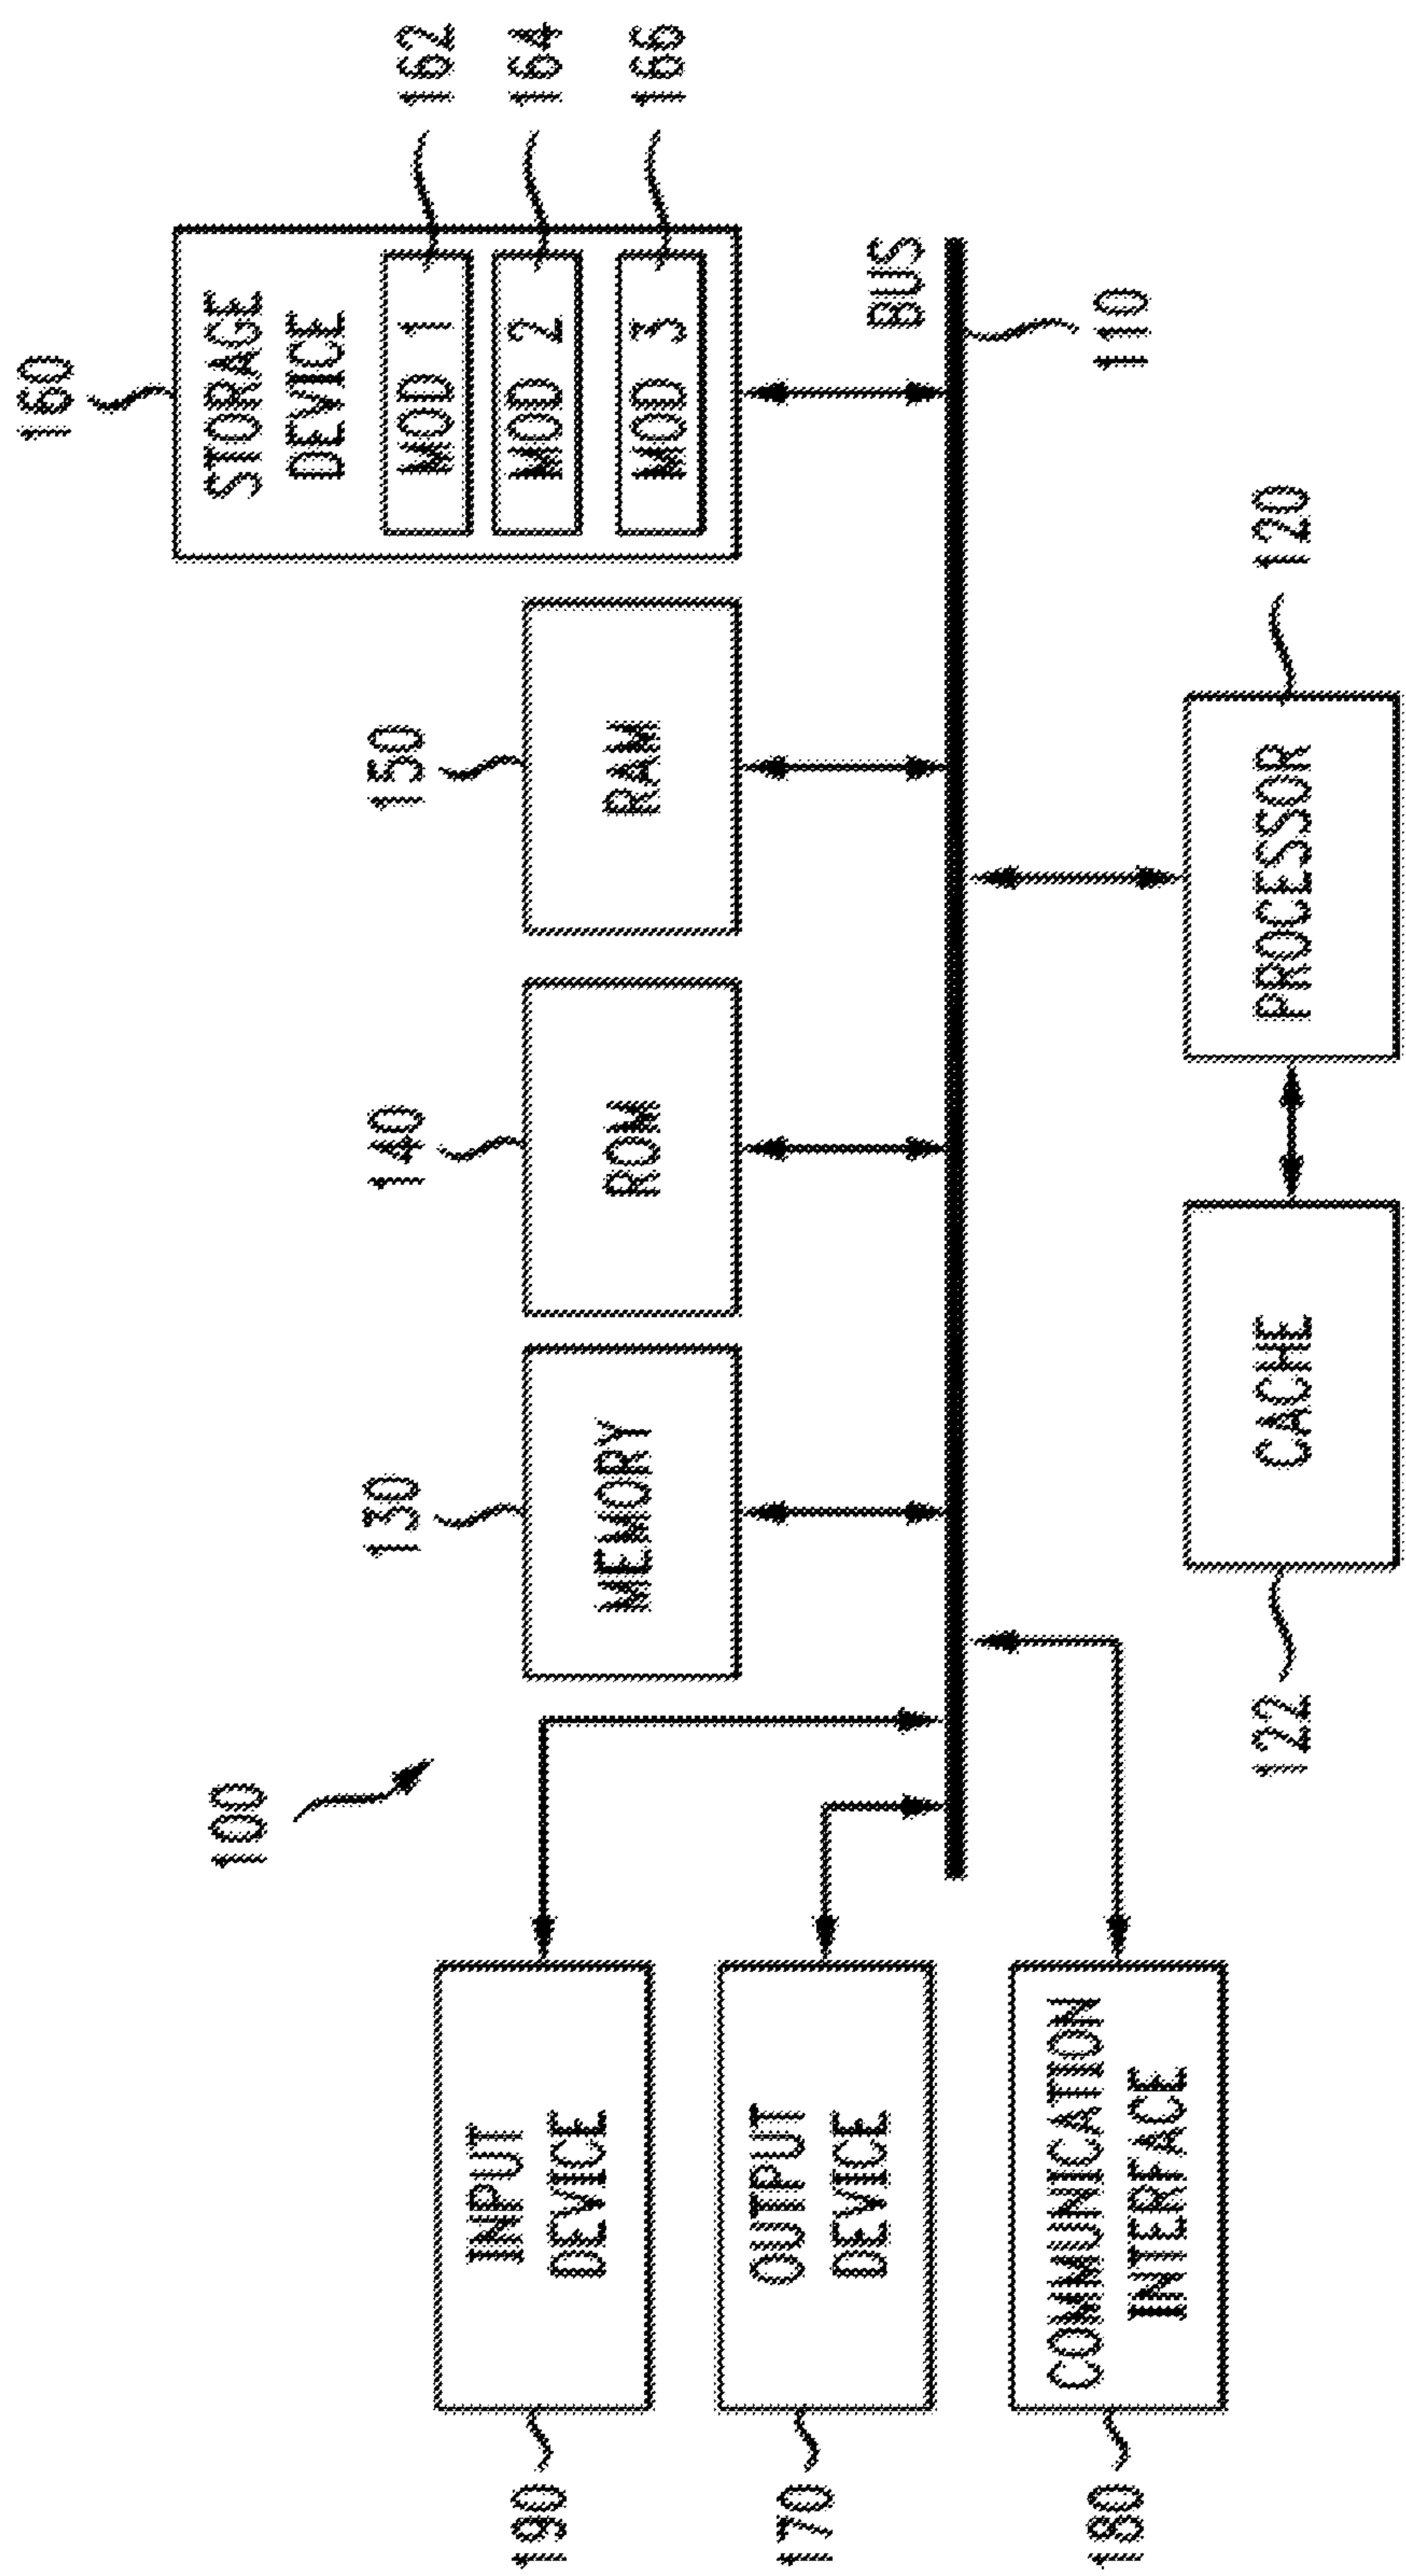 160
STORAGE
DEVICE
MOD 1
162
MOD 2
164
MOD 3
166
150
RAM
140
ROM
130
MEMORY
100
190
INPUT
DEVICE
170
OUTPUT
DEVICE
180
COMMUNICATION
INTERFACE
BUS
110
120
PROCESSOR
CACHE
122